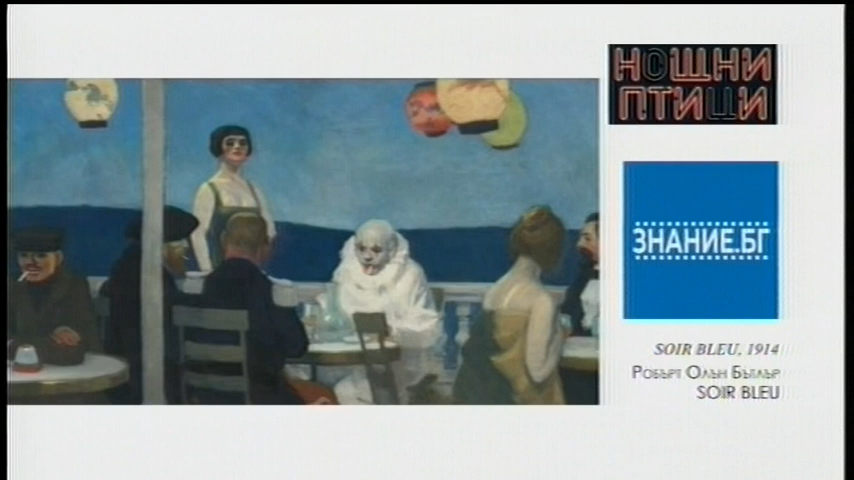 НОЩНИ
ПТИЦИ
ЗНАНИЕ.БГ
SOIR BLEU, 1914
РОБЪРТ ОЛЪН БЪТЛЪР
SOIR BLEU